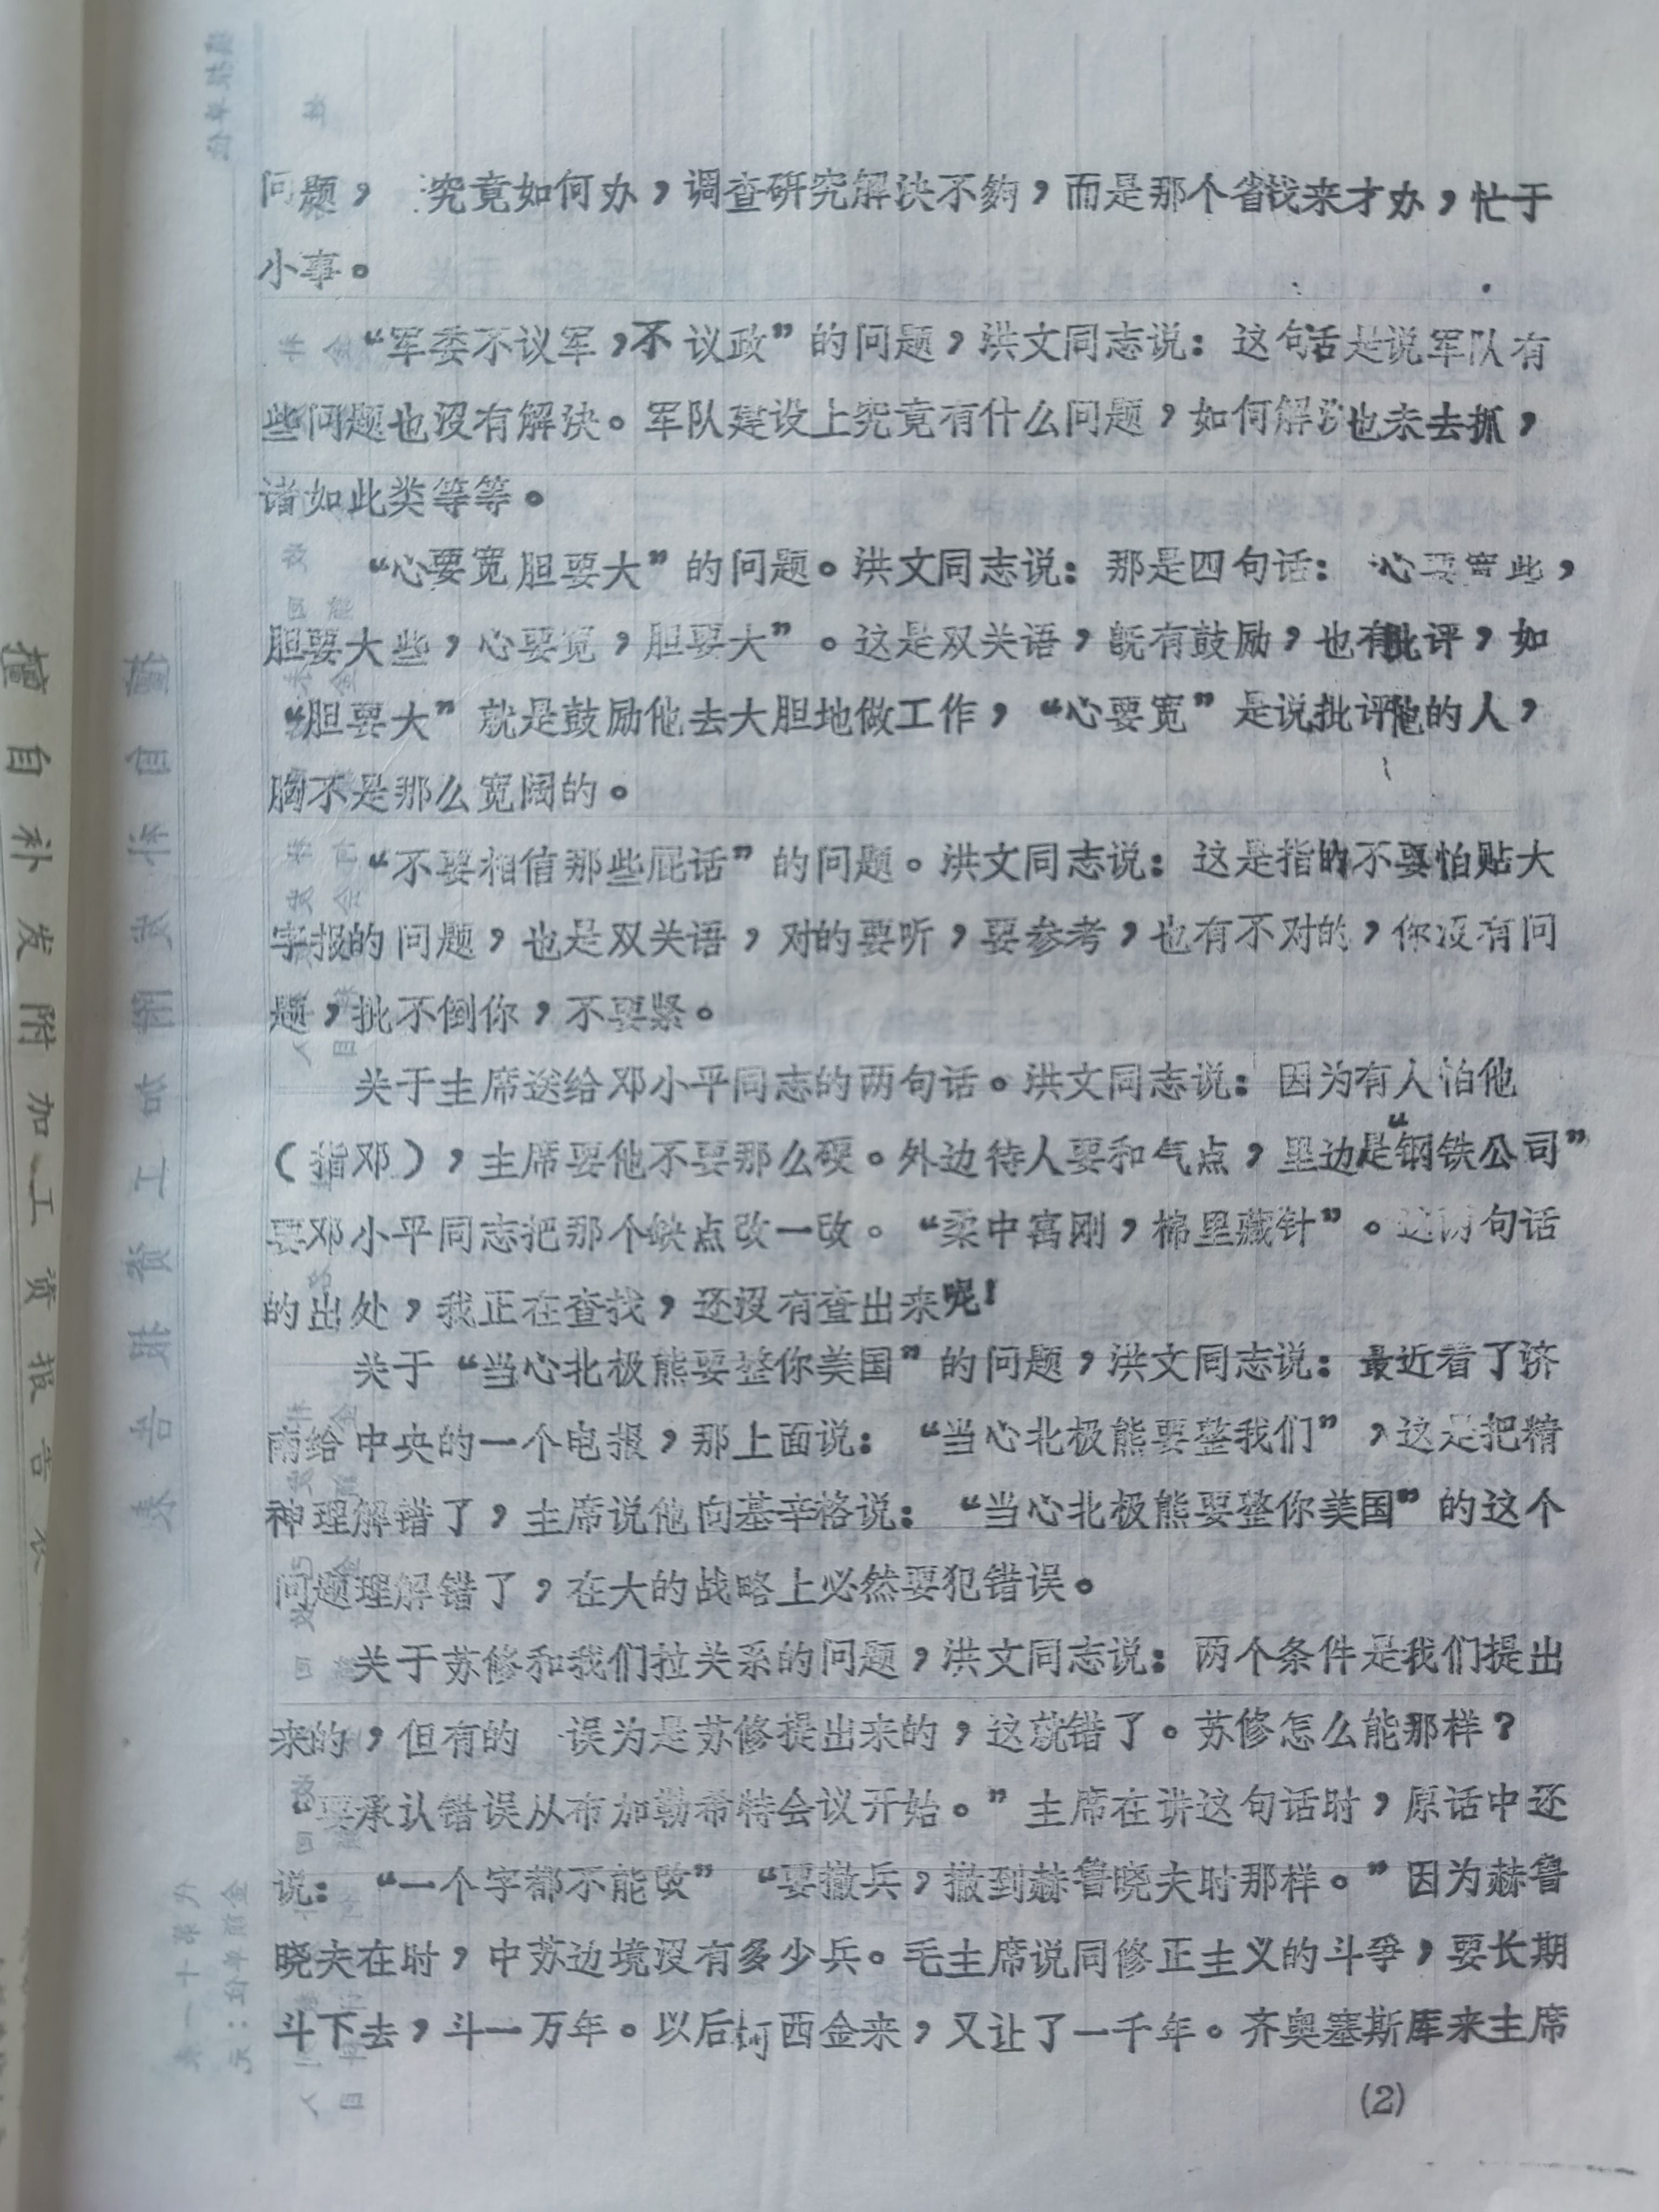 问题，究竟如何办，调查研究解决不夠，而是那个省找来才办，忙于
小事。
“军委不议军，不议政”的问题，洪文同志说：这句话是说军队有
些问题也没有解决。军队建设上究竟有什么问题，如何解决也未去抓，
诸如此类等等。
“心要宽胆要大”的问题。洪文同志说：那是四句话：心要宽些，
胆要大些，心要宽，胆要大”。这是双关语，既有鼓励，也有批评，如
“胆要大”就是鼓励他去大胆地做工作，“心要宽”是说批评他的人，
胸不是那么宽阔的。
“不要相信那些屁话”的问题。洪文同志说：这是指的不要怕贴大
字报的问题，也是双关语，对的要听，要参考，也有不对的，你没有问
题，批不倒你，不要紧。
关于主席送给邓小平同志的两句话。洪文同志说：因为有人怕他
（指邓），主席要他不要那么硬。外边待人要和气点，里边是“钢铁公司”
要邓小平同志把那个缺点改一改。“柔中寓刚，棉里藏针”。这两句话
的出处，我正在查找，还没有查出来呢！
关于“当心北极熊要整你美国”的问题，洪文同志说：最近看了济
南给中央的一个电报，那上面说：“当心北极熊要整我们”，这是把精
神理解错了，主席说他向基辛格说：“当心北极熊要整你美国”的这个
问题理解错了，在大的战略上必然要犯错误。
关于苏修和我们拉关系的问题，洪文同志说：两个条件是我们提出
来的，但有的误为是苏修提出来的，这就错了。苏修怎么能那样？
“要承认错误从布加勒希特会议开始。”主席在讲这句话时，原话中还
说：“一个字都不能改”“要撤兵，撤到赫鲁晓夫时那样。”因为赫鲁
晓夫在时，中苏边境没有多少兵。毛主席说同修正主义的斗爭，要长期
斗下去，斗一万年。以后柯西金来，又让了一千年。齐奥塞斯库来主席
(2)
擅自补发附加工资报告